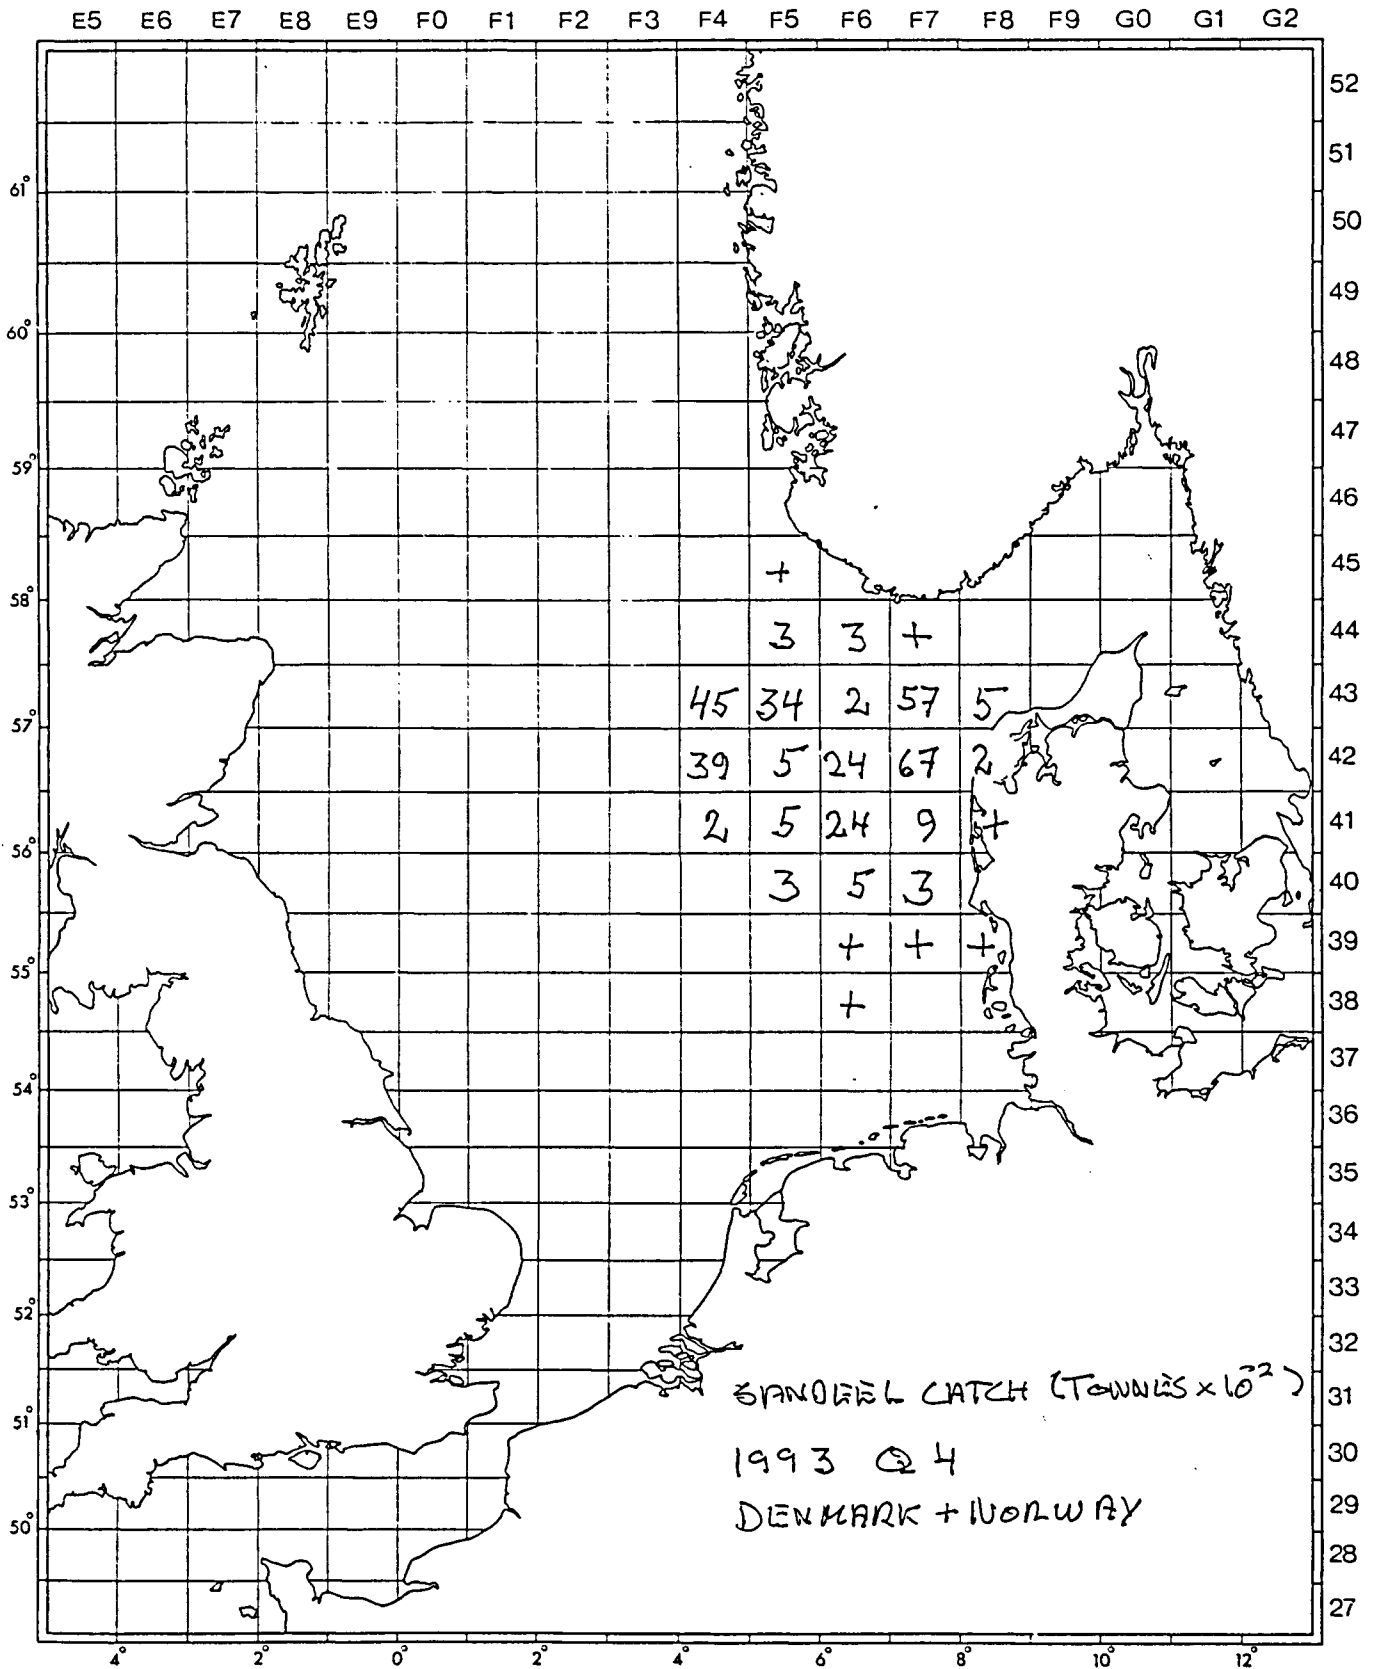 E5 E6 E7 E8 E9 F0 F1 F2 F3 F4 F5 F6 F7 F8 F9 G0 G1 G2
52
51
61°
50
49
60°
48
47
59°
46
+ 45
58°
3 3 + 44
45 34 2 57 5 43
57°
39 5 24 67 2 42
2 5 24 9 + 41
56°
3 5 3 40
+ + + 39
55°
+ 38
37
54°
36
35
53°
34
33
52°
32
SANDEEL CATCH (TONNES x 10⁻²) 31
51°
1993 Q 4 30
DENMARK + NORWAY 29
50°
28
27
4° 2° 0° 2° 4° 6° 8° 10° 12°